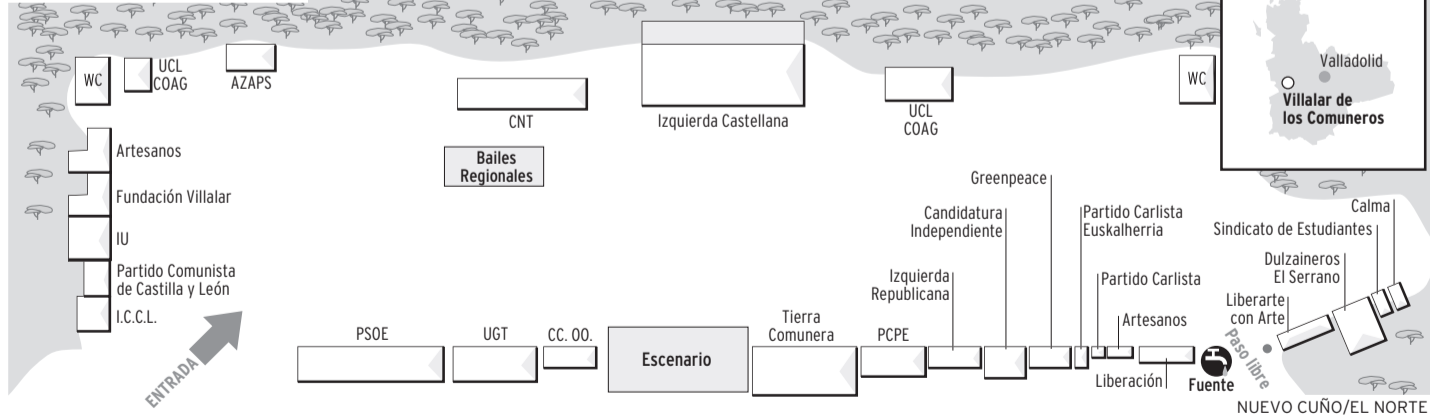 WC
UCL
COAG
AZAPS
CNT
Izquierda Castellana
UCL
COAG
WC
Valladolid
Villalar de
los Comuneros
Artesanos
Fundación Villalar
IU
Partido Comunista
de Castilla y León
I.C.C.L.
ENTRADA
Bailes
Regionales
PSOE
UGT
CC. OO.
Escenario
Tierra
Comunera
PCPE
Izquierda
Republicana
Candidatura
Independiente
Greenpeace
Partido Carlista
Euskalherria
Partido Carlista
Artesanos
Liberación
Fuente
Paso libre
Liberarte
con Arte
Dulzaineros
El Serrano
Sindicato de Estudiantes
Calma
NUEVO CUÑO/EL NORTE